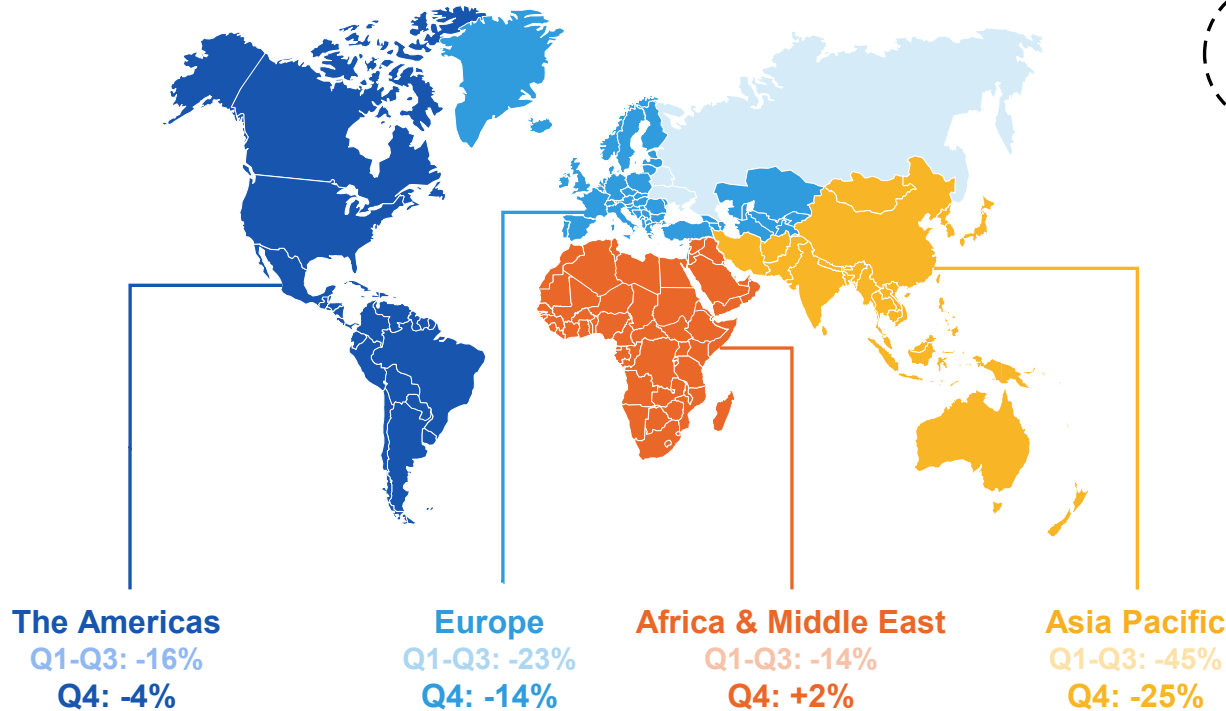 The Americas
Q1-Q3: -16%
Q4: -4%
Europe
Q1-Q3: -23%
Q4: -14%
Africa & Middle East
Q1-Q3: -14%
Q4: +2%
Asia Pacific
Q1-Q3: -45%
Q4: -25%